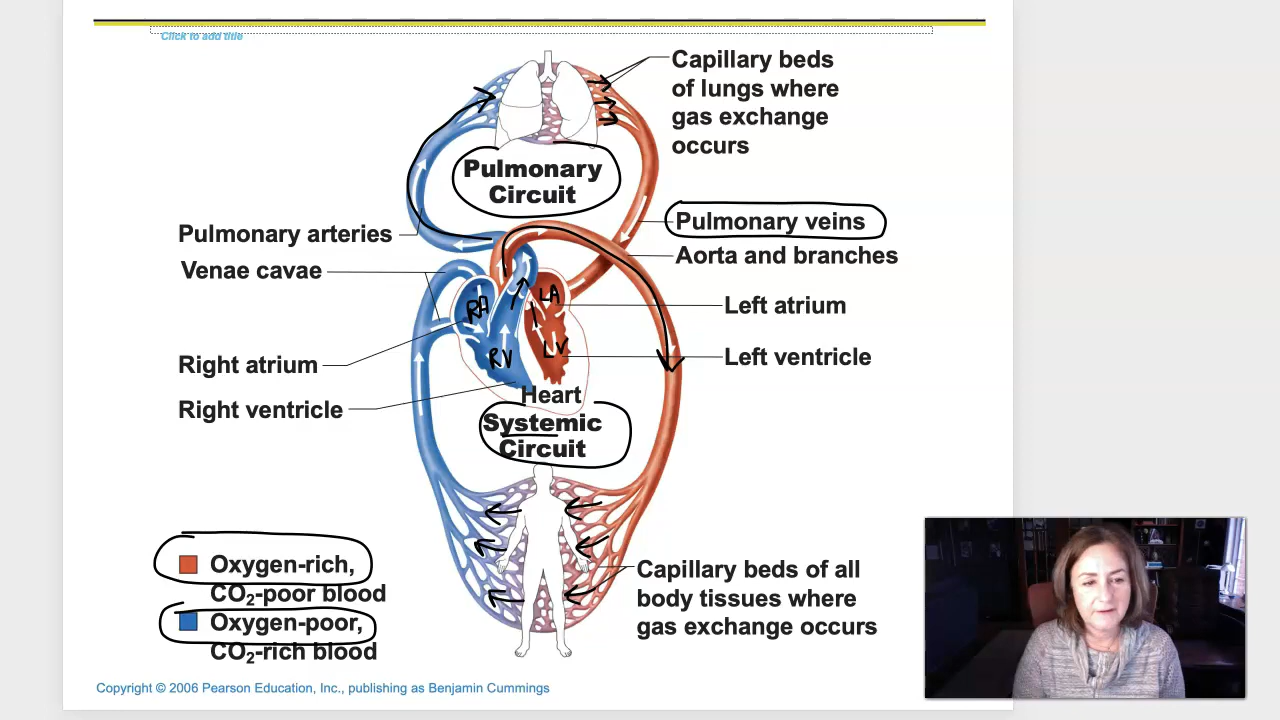 Click to add title
Capillary beds
of lungs where
gas exchange
occurs
Pulmonary
Circuit
Pulmonary veins
Pulmonary arteries
Aorta and branches
Venae cavae
RA
LA
Left atrium
RV
LV
Left ventricle
Right atrium
Heart
Right ventricle
Systemic
Circuit
Oxygen-rich,
CO₂-poor blood
Oxygen-poor,
CO₂-rich blood
Capillary beds of all
body tissues where
gas exchange occurs
Copyright © 2006 Pearson Education, Inc., publishing as Benjamin Cummings